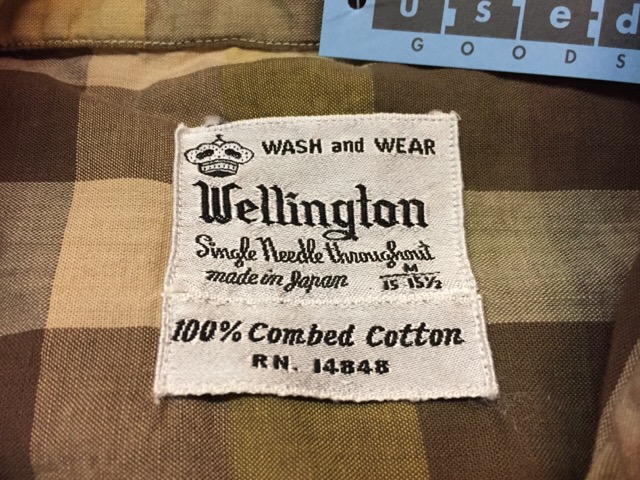 used
GOODS
WASH and WEAR
Wellington
Single Needle throughout
made in Japan M
15 15½
100% Combed Cotton
RN. 14848